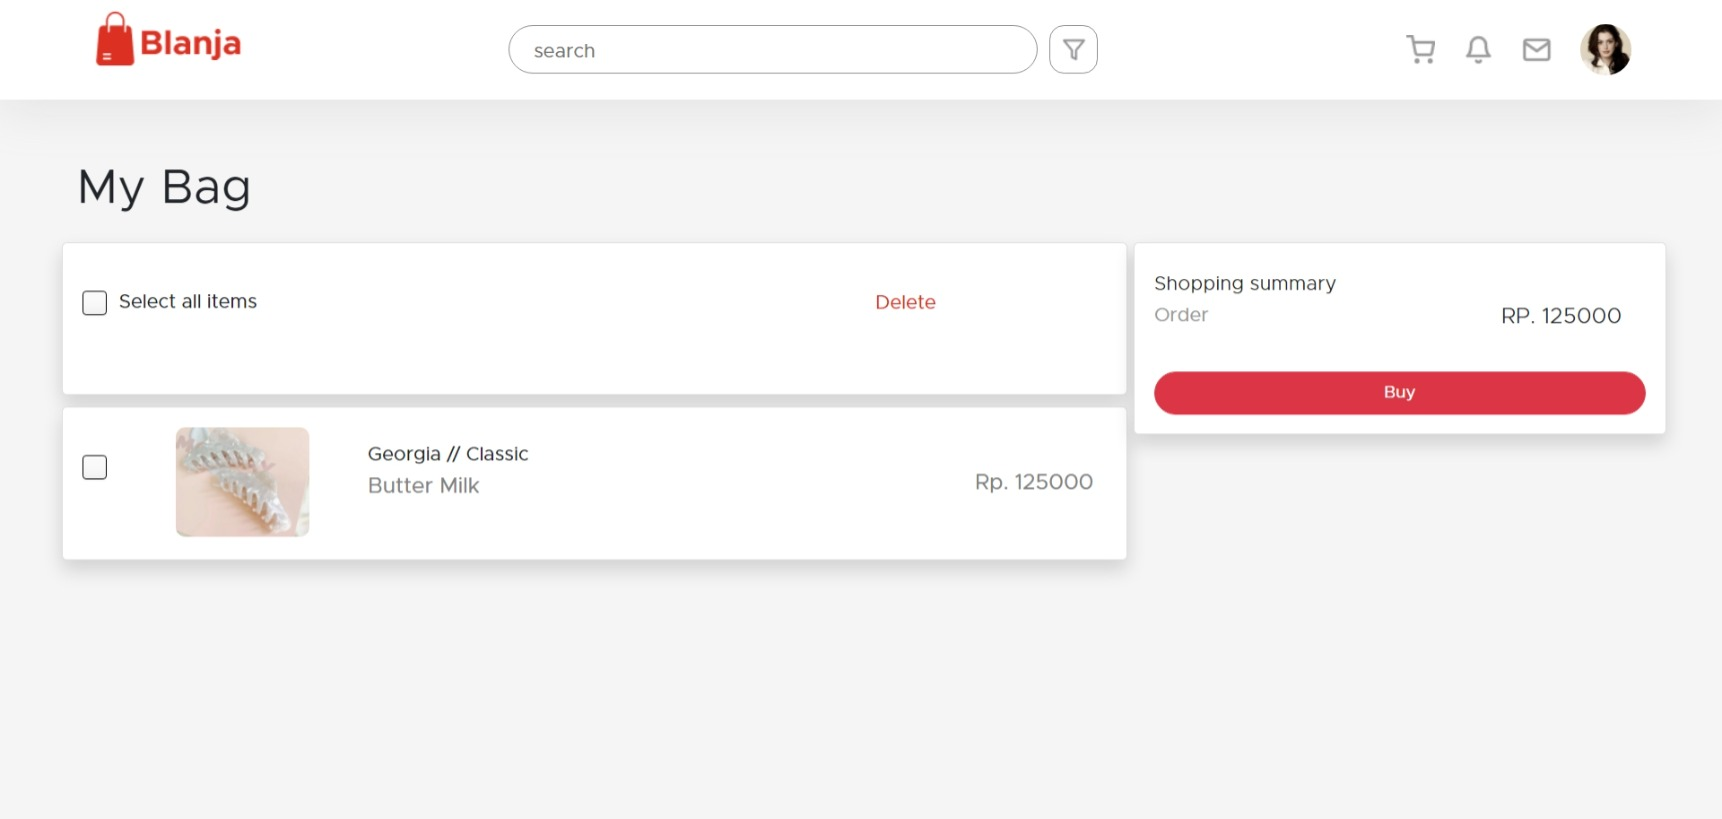 Blanja
search
My Bag
Select all items
Delete
Shopping summary
Order
RP. 125000
Buy
Georgia // Classic
Butter Milk
Rp. 125000